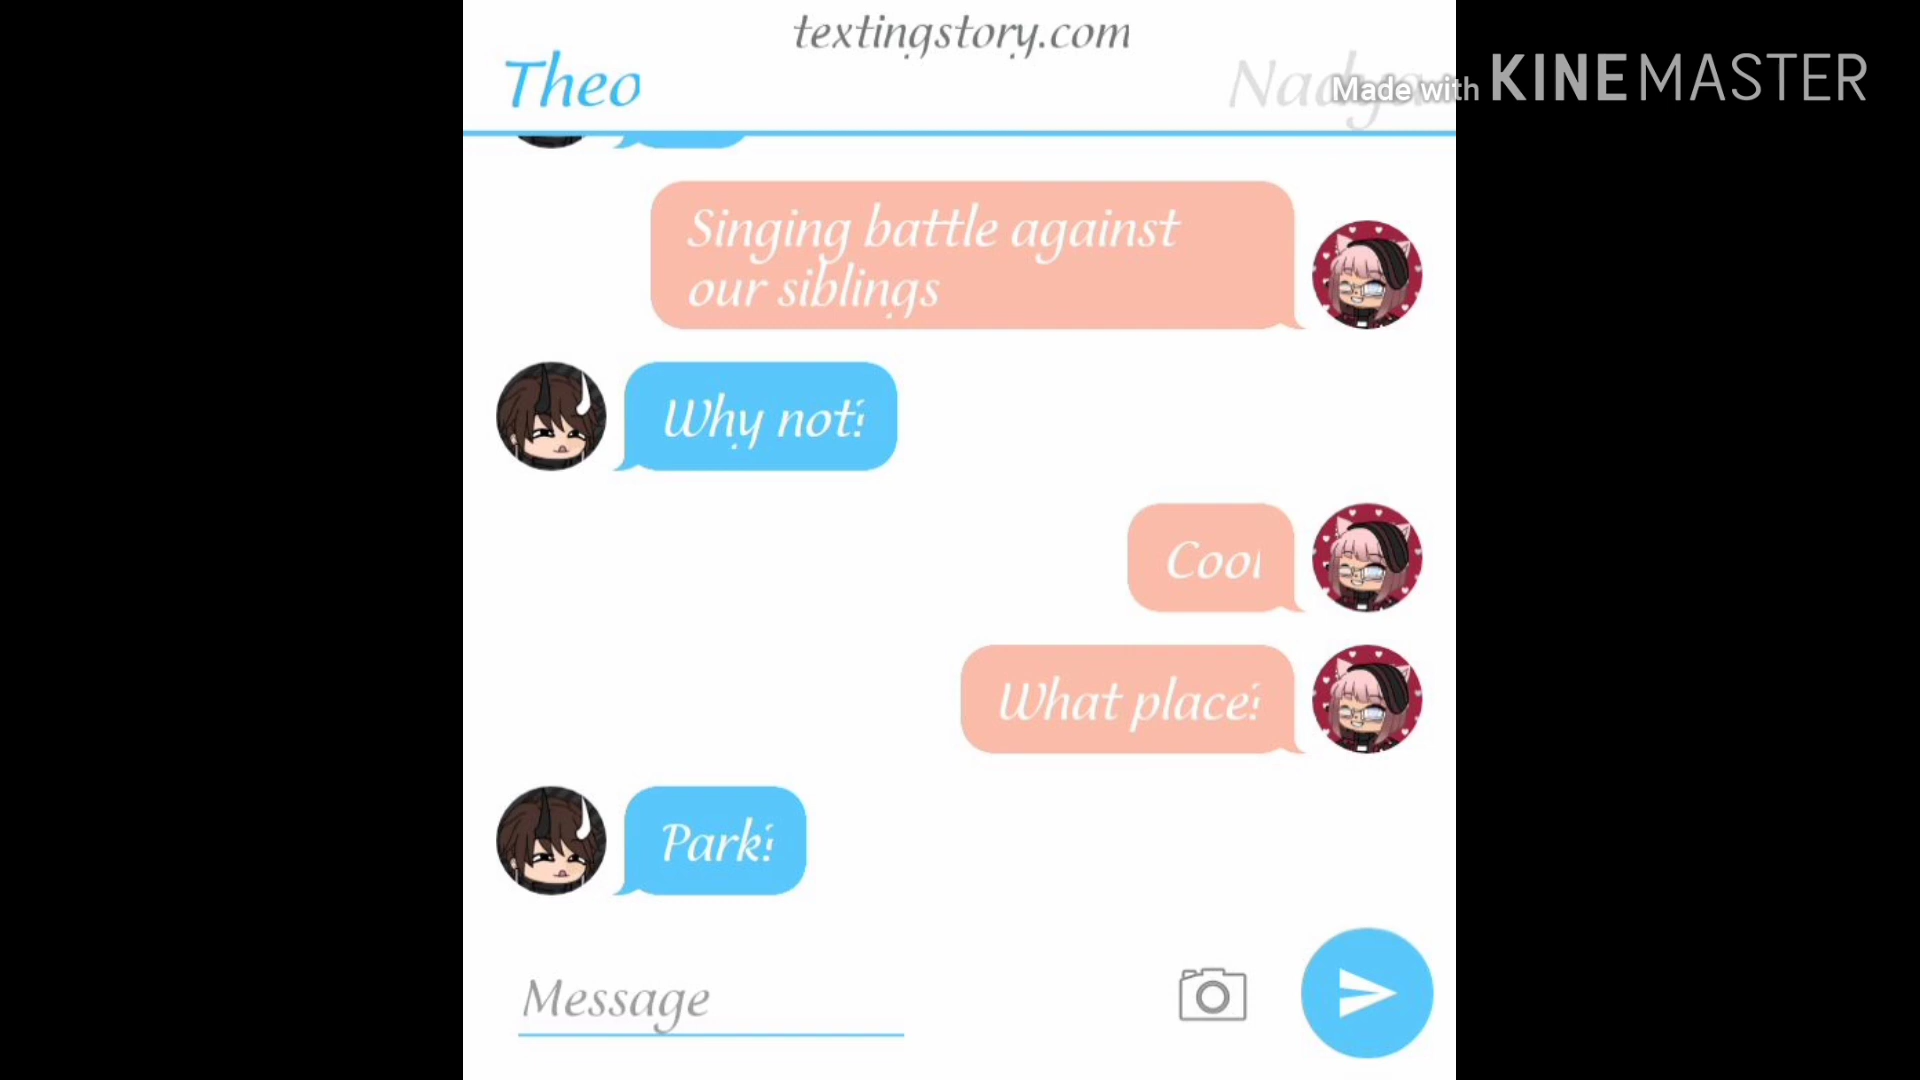 textingstory.com
Theo
Made with KINEMASTER
Singing battle against
our siblings
Why not?
Cool
What place?
Park?
Message